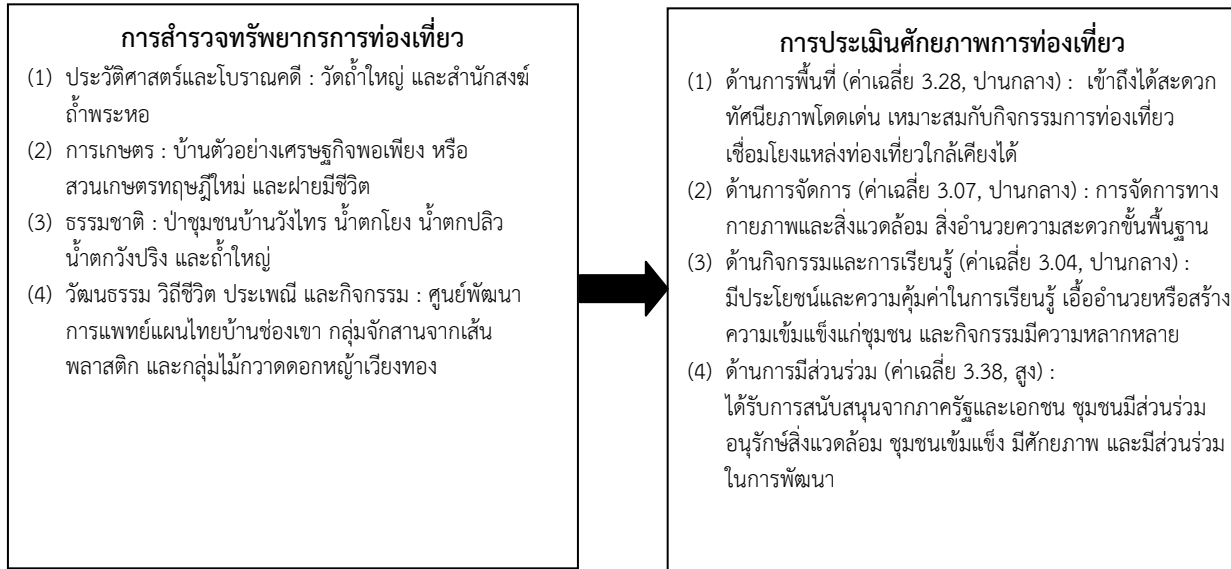 การสำรวจทรัพยากรการท่องเที่ยว
(1) ประวัติศาสตร์และโบราณคดี : วัดถ้ำใหญ่ และสำนักสงฆ์
ถ้ำพระหอ
(2) การเกษตร : บ้านตัวอย่างเศรษฐกิจพอเพียง หรือ
สวนเกษตรทฤษฎีใหม่ และฝายมีชีวิต
(3) ธรรมชาติ : ป่าชุมชนบ้านวังไทร น้ำตกโยง น้ำตกปลิว
น้ำตกวังปริง และถ้ำใหญ่
(4) วัฒนธรรม วิถีชีวิต ประเพณี และกิจกรรม : ศูนย์พัฒนา
การแพทย์แผนไทยบ้านช่องเขา กลุ่มจักสานจากเส้น
พลาสติก และกลุ่มไม้กวาดดอกหญ้าเวียงทอง
การประเมินศักยภาพการท่องเที่ยว
(1) ด้านการพื้นที่ (ค่าเฉลี่ย 3.28, ปานกลาง) : เข้าถึงได้สะดวก
ทัศนียภาพโดดเด่น เหมาะสมกับกิจกรรมการท่องเที่ยว
เชื่อมโยงแหล่งท่องเที่ยวใกล้เคียงได้
(2) ด้านการจัดการ (ค่าเฉลี่ย 3.07, ปานกลาง) : การจัดการทาง
กายภาพและสิ่งแวดล้อม สิ่งอำนวยความสะดวกขั้นพื้นฐาน
(3) ด้านกิจกรรมและการเรียนรู้ (ค่าเฉลี่ย 3.04, ปานกลาง) :
มีประโยชน์และความคุ้มค่าในการเรียนรู้ เอื้ออำนวยหรือสร้าง
ความเข้มแข็งแก่ชุมชน และกิจกรรมมีความหลากหลาย
(4) ด้านการมีส่วนร่วม (ค่าเฉลี่ย 3.38, สูง) :
ได้รับการสนับสนุนจากภาครัฐและเอกชน ชุมชนมีส่วนร่วม
อนุรักษ์สิ่งแวดล้อม ชุมชนเข้มแข็ง มีศักยภาพ และมีส่วนร่วม
ในการพัฒนา